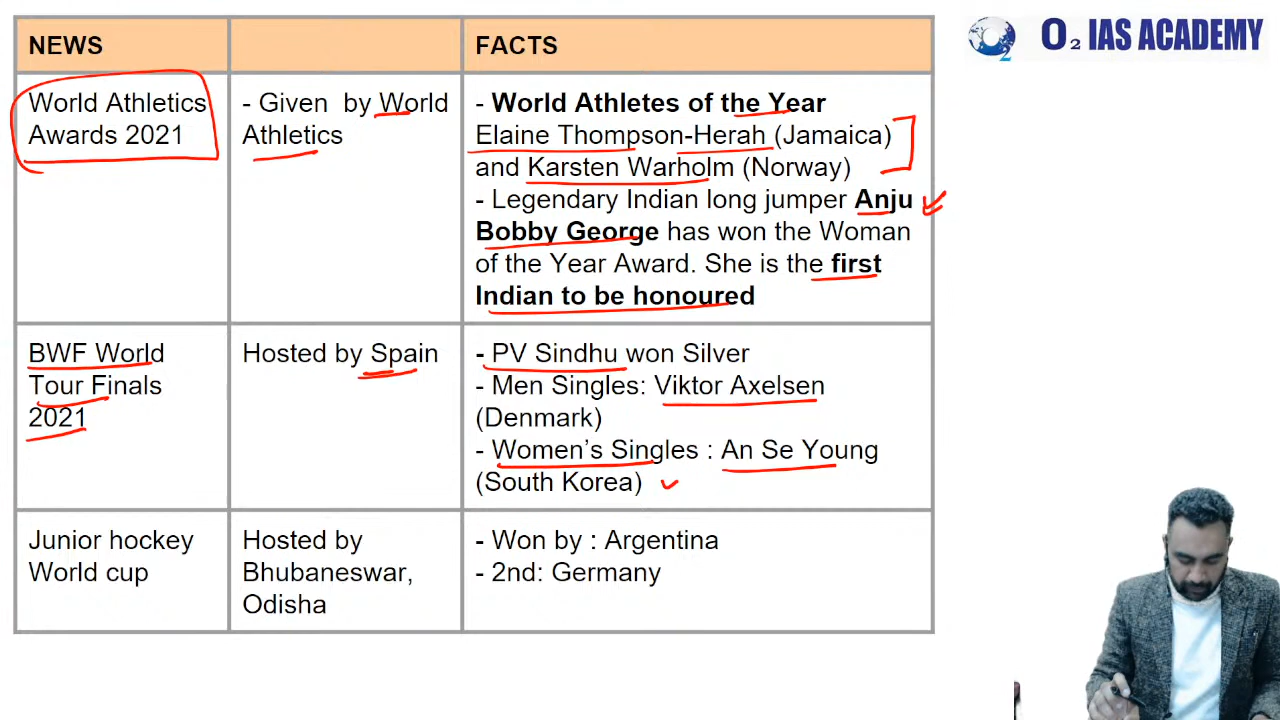 NEWS
FACTS
O2 IAS ACADEMY
World Athletics
Awards 2021
- Given by World
Athletics
- World Athletes of the Year
Elaine Thompson-Herah (Jamaica)
and Karsten Warholm (Norway)
- Legendary Indian long jumper Anju
Bobby George has won the Woman
of the Year Award. She is the first
Indian to be honoured
BWF World
Tour Finals
2021
Hosted by Spain
- PV Sindhu won Silver
- Men Singles: Viktor Axelsen
(Denmark)
- Women's Singles : An Se Young
(South Korea)
Junior hockey
World cup
Hosted by
Bhubaneswar,
Odisha
- Won by : Argentina
- 2nd: Germany